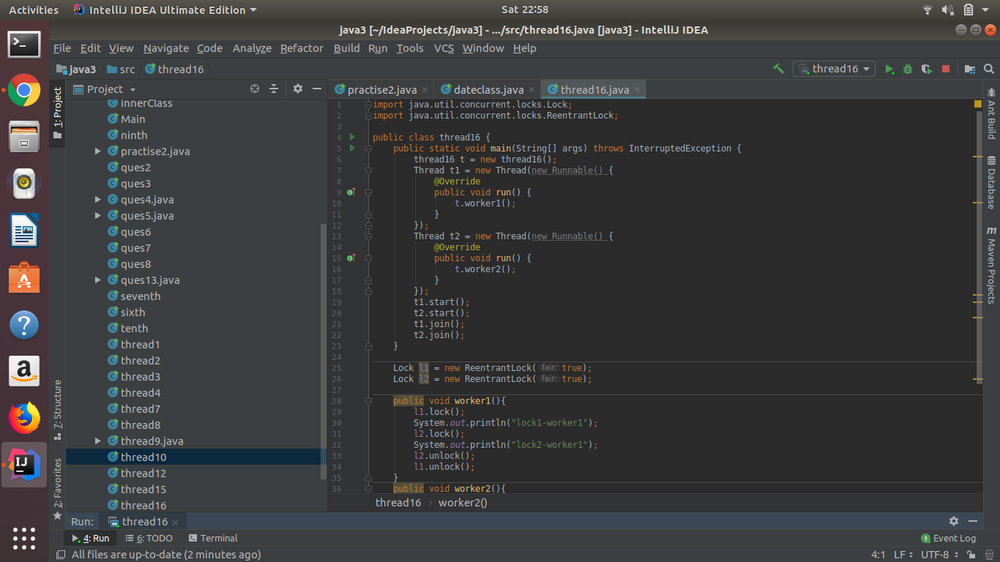 Activities IntelliJ IDEA Ultimate Edition Sat 22:58
java3 [~/IdeaProjects/java3] - .../src/thread16.java [java3] - IntelliJ IDEA
File Edit View Navigate Code Analyze Refactor Build Run Tools VCS Window Help
java3 src thread16 thread16
1: Project
7: Structure
2: Favorites
Project
innerClass
Main
ninth
practise2.java
ques2
ques3
ques4.java
ques5.java
ques6
ques7
ques8
ques13.java
seventh
sixth
tenth
thread1
thread2
thread3
thread4
thread7
thread8
thread9.java
thread10
thread12
thread15
thread16
practise2.java dateclass.java thread16.java
1 import java.util.concurrent.locks.Lock;
2 import java.util.concurrent.locks.ReentrantLock;
3
4 public class thread16 {
5 public static void main(String[] args) throws InterruptedException {
6 thread16 t = new thread16();
7 Thread t1 = new Thread(new Runnable() {
8 @Override
9 public void run() {
10 t.worker1();
11 }
12 });
13 Thread t2 = new Thread(new Runnable() {
14 @Override
15 public void run() {
16 t.worker2();
17 }
18 });
19 t1.start();
20 t2.start();
21 t1.join();
22 t2.join();
23 }
24
25 Lock l1 = new ReentrantLock( fair: true);
26 Lock l2 = new ReentrantLock( fair: true);
27
28 public void worker1(){
29 l1.lock();
30 System.out.println("lock1-worker1");
31 l2.lock();
32 System.out.println("lock2-worker1");
33 l2.unlock();
34 l1.unlock();
35 }
36 public void worker2(){
thread16 › worker2()
Ant Build
Database
m Maven Projects
Run: thread16
4: Run 6: TODO Terminal 1 Event Log
All files are up-to-date (2 minutes ago) 4:1 LF UTF-8